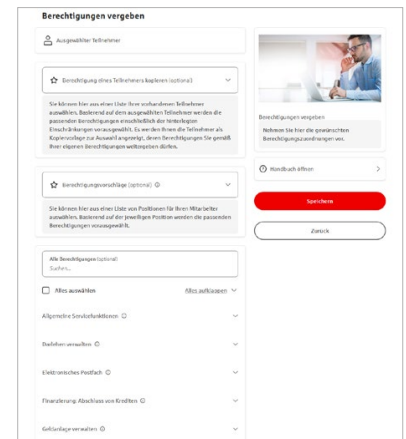 Berechtigungen vergeben
Ausgewählter Teilnehmer
Berechtigung eines Teilnehmers kopieren (optional)
Sie können hier aus einer Liste Ihrer vorhandenen Teilnehmer
auswählen. Basierend auf dem ausgewählten Teilnehmer werden die
passenden Berechtigungen einschließlich der hinterlegten
Einschränkungen vorausgewählt. Es werden Ihnen die Teilnehmer als
Kopiervorlage zur Auswahl angezeigt, deren Berechtigungen Sie gemäß
Ihrer eigenen Berechtigungen weitergeben dürfen.
Berechtigungsvorschläge (optional)
Sie können hier aus einer Liste von Positionen für Ihren Mitarbeiter
auswählen. Basierend auf der jeweiligen Position werden die passenden
Berechtigungen vorausgewählt.
Alle Berechtigungen (optional)
Suchen...
Alles auswählen
Alles aufklappen
Allgemeine Servicefunktionen
Darlehen verwalten
Elektronisches Postfach
Finanzierung: Abschluss von Krediten
Geldanlage verwalten
Berechtigungen vergeben
Nehmen Sie hier die gewünschten
Berechtigungszuordnungen vor.
Handbuch öffnen
Speichern
Zurück